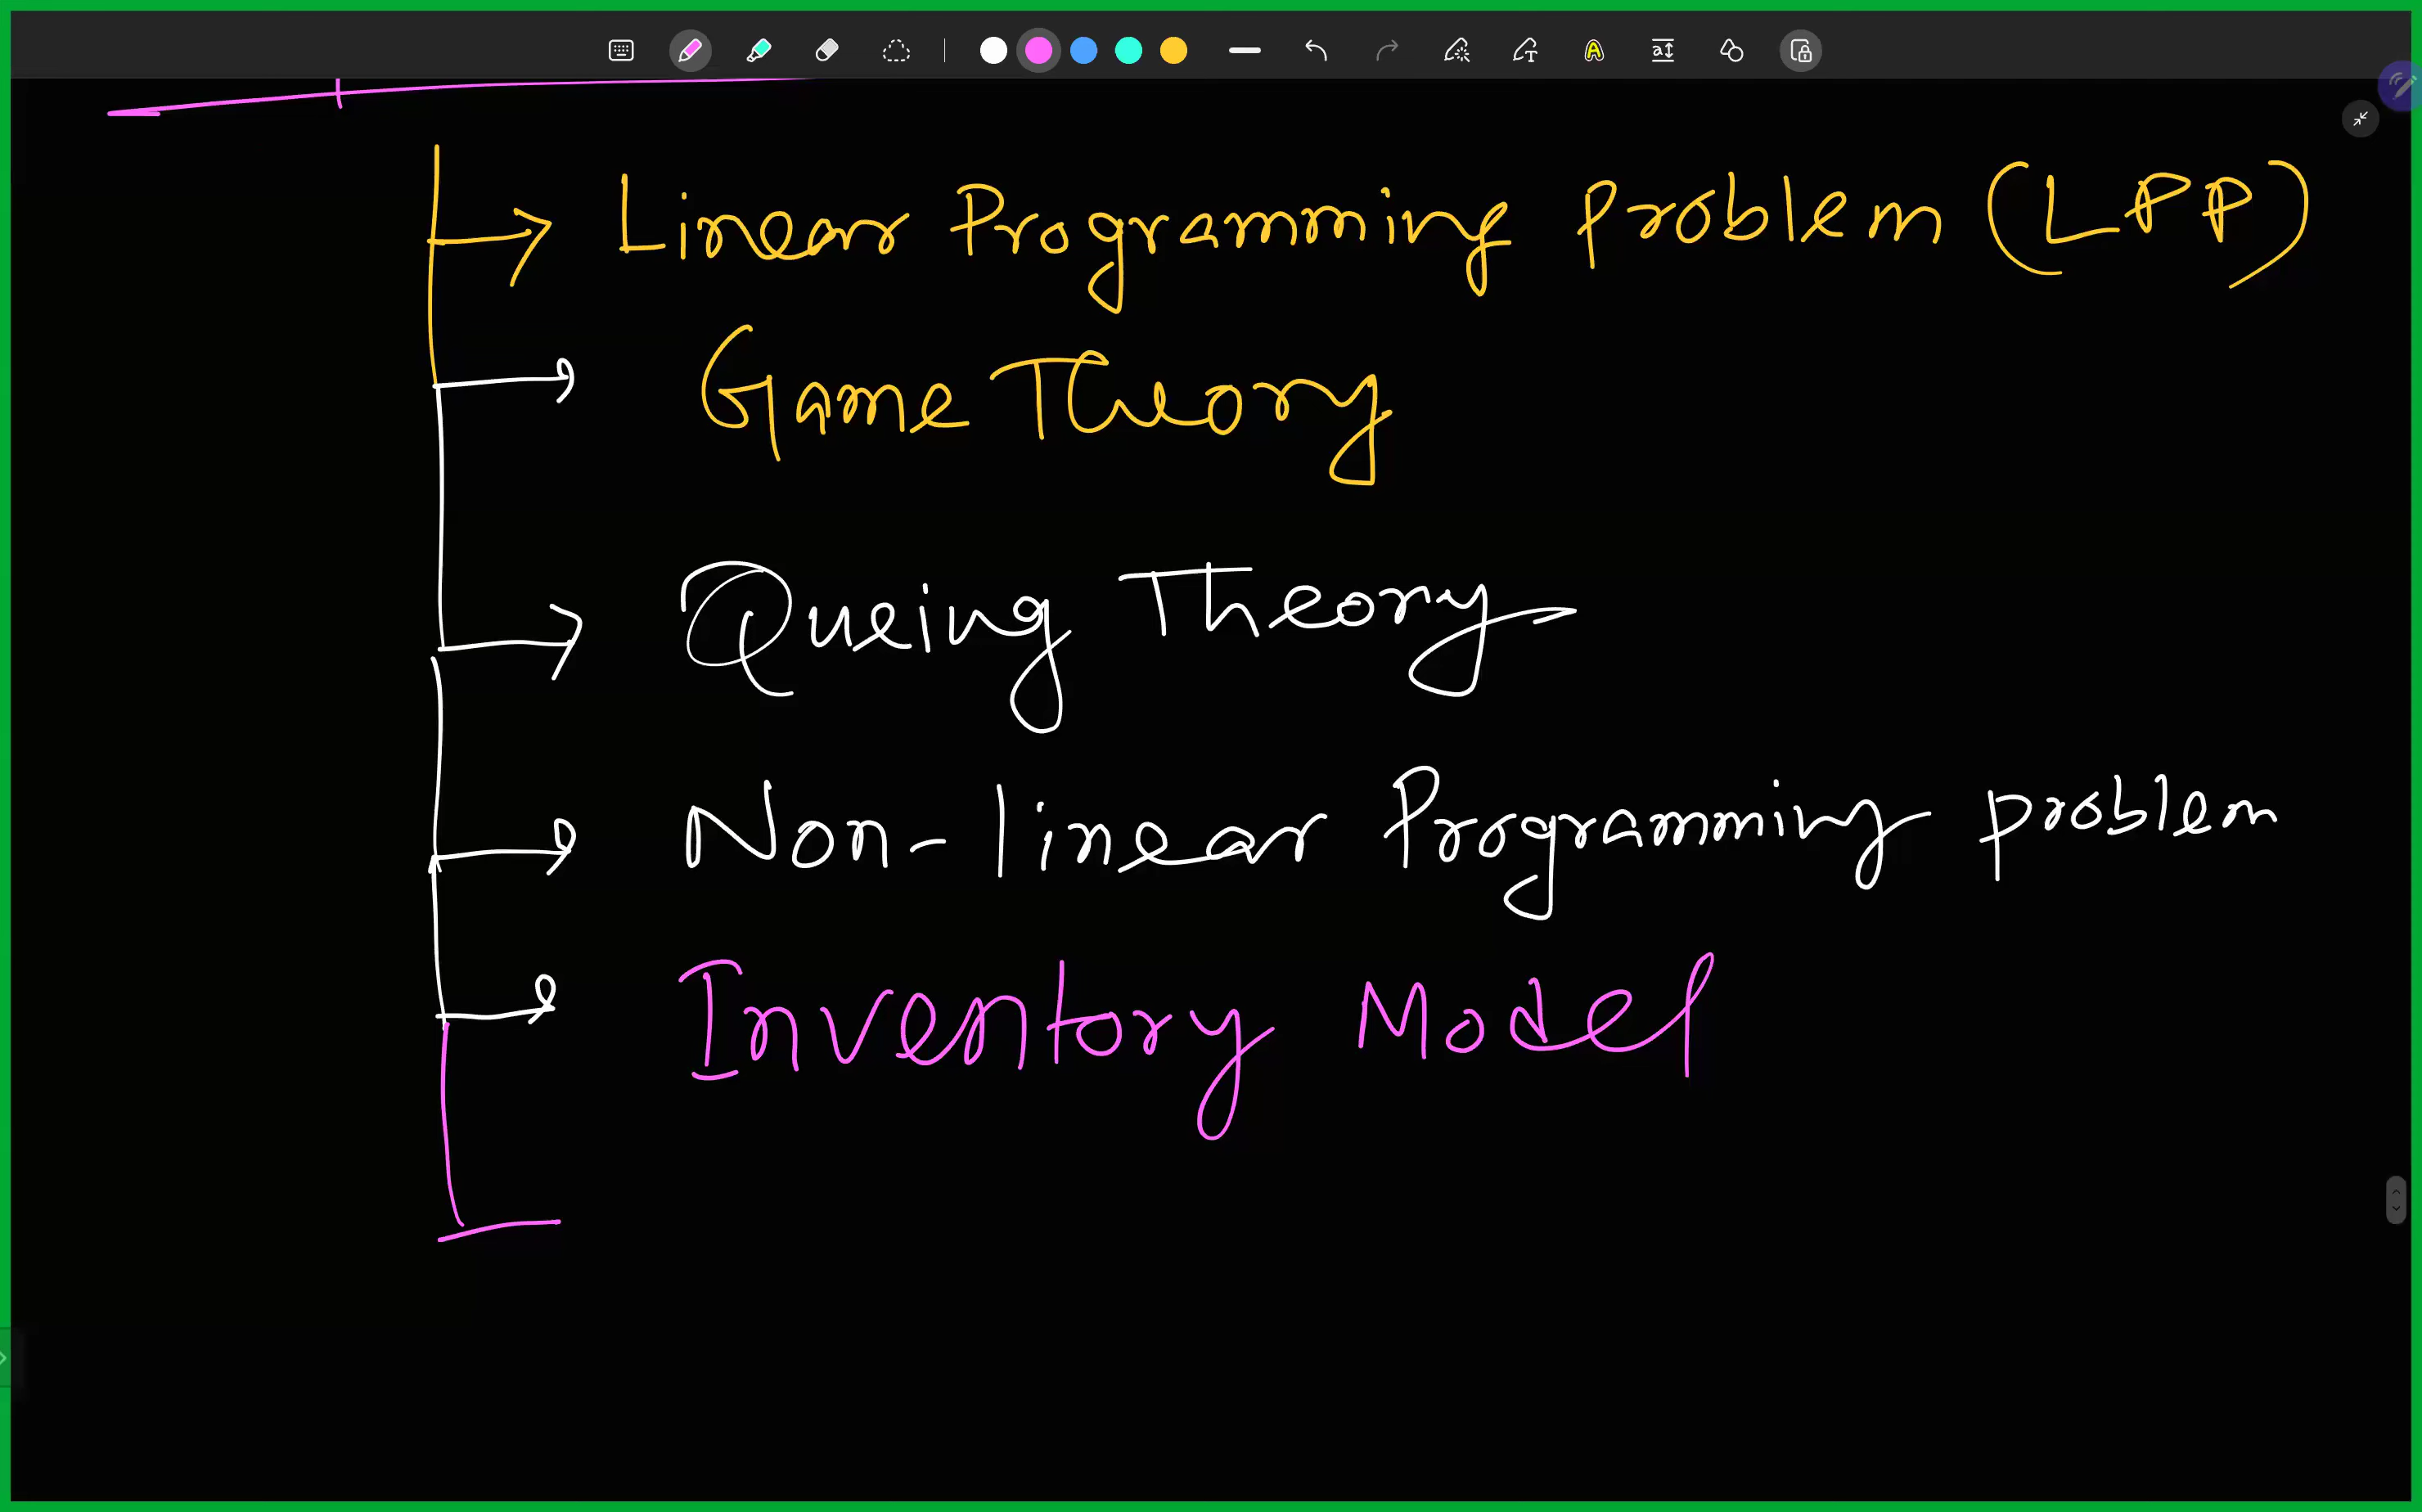 Linear Programming Problem (LPP)
Game Theory
Queing Theory
Non-linear Programming problem
Inventory Model